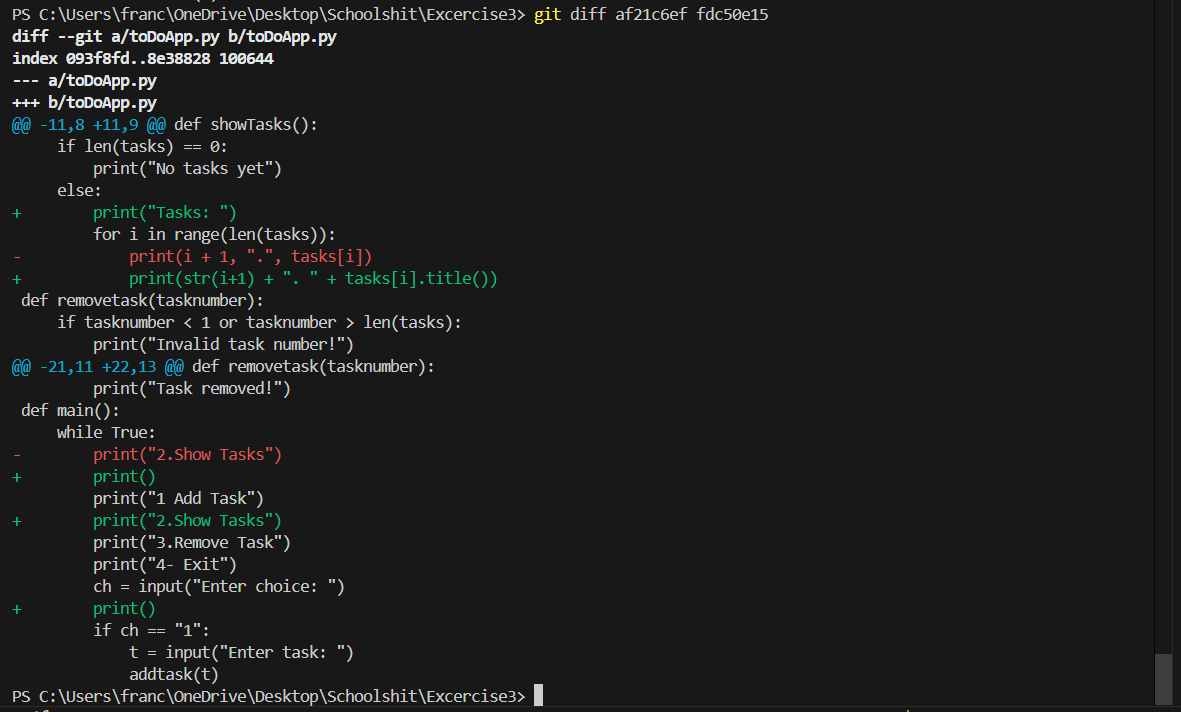 PS C:\Users\franc\OneDrive\Desktop\Schoolshit\Excercise3> git diff af21c6ef fdc50e15
diff --git a/toDoApp.py b/toDoApp.py
index 093f8fd..8e38828 100644
--- a/toDoApp.py
+++ b/toDoApp.py
@@ -11,8 +11,9 @@ def showTasks():
     if len(tasks) == 0:
         print("No tasks yet")
     else:
+        print("Tasks: ")
         for i in range(len(tasks)):
-            print(i + 1, ".", tasks[i])
+            print(str(i+1) + ". " + tasks[i].title())
 def removetask(tasknumber):
     if tasknumber < 1 or tasknumber > len(tasks):
         print("Invalid task number!")
@@ -21,11 +22,13 @@ def removetask(tasknumber):
         print("Task removed!")
 def main():
     while True:
-        print("2.Show Tasks")
+        print()
         print("1 Add Task")
+        print("2.Show Tasks")
         print("3.Remove Task")
         print("4- Exit")
         ch = input("Enter choice: ")
+        print()
         if ch == "1":
             t = input("Enter task: ")
             addtask(t)
PS C:\Users\franc\OneDrive\Desktop\Schoolshit\Excercise3>